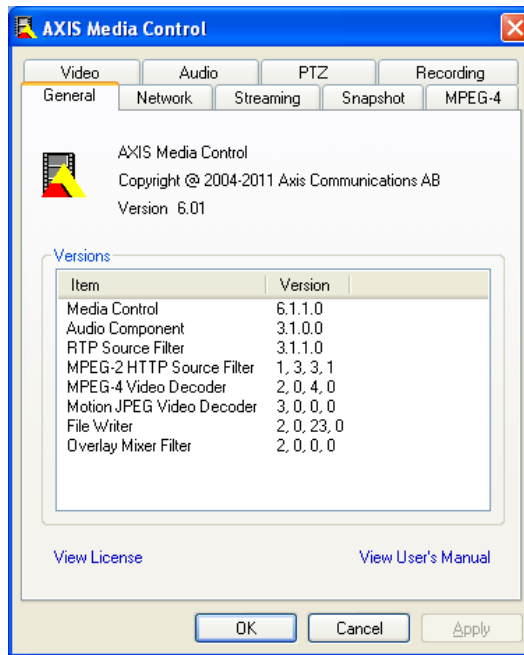 AXIS Media Control
Video Audio PTZ Recording
General Network Streaming Snapshot MPEG-4
AXIS Media Control
Copyright @ 2004-2011 Axis Communications AB
Version 6.01
Versions
Item Version
Media Control 6.1.1.0
Audio Component 3.1.0.0
RTP Source Filter 3.1.1.0
MPEG-2 HTTP Source Filter 1, 3, 3, 1
MPEG-4 Video Decoder 2, 0, 4, 0
Motion JPEG Video Decoder 3, 0, 0, 0
File Writer 2, 0, 23, 0
Overlay Mixer Filter 2, 0, 0, 0
View License View User's Manual
OK Cancel Apply